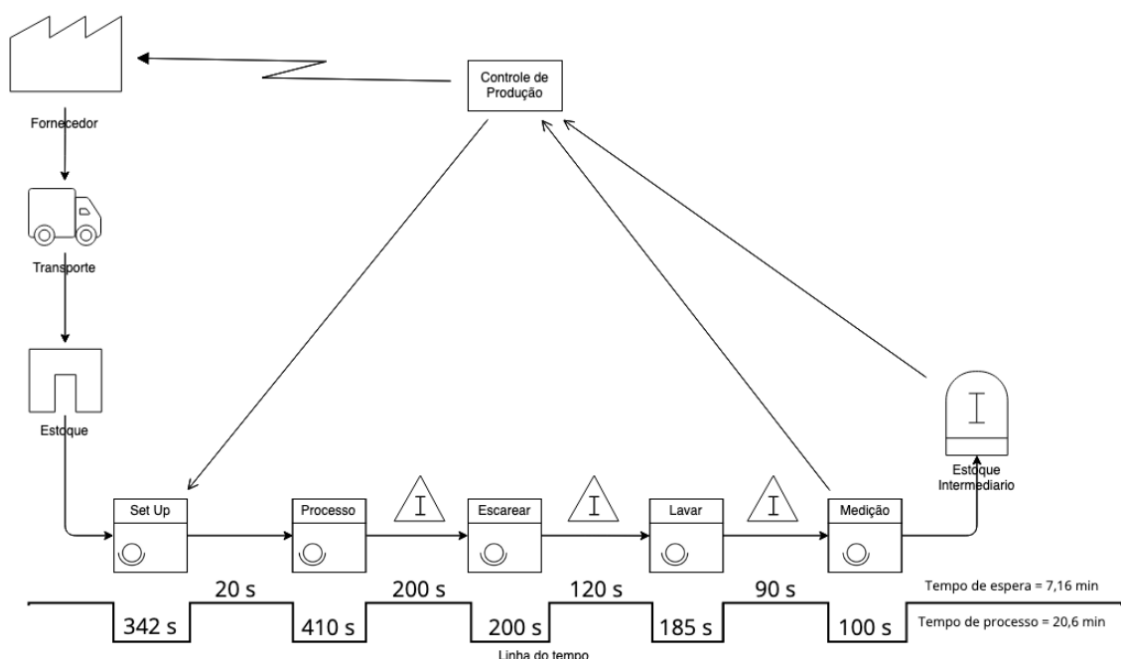 Controle de
Produção
Fornecedor
Transporte
Estoque
I
Estoque
Intermediario
I
I
I
Set Up
Processo
Escarear
Lavar
Medição
20 s
200 s
120 s
90 s
Tempo de espera = 7,16 min
342 s
410 s
200 s
185 s
100 s
Tempo de processo = 20,6 min
Linha do tempo